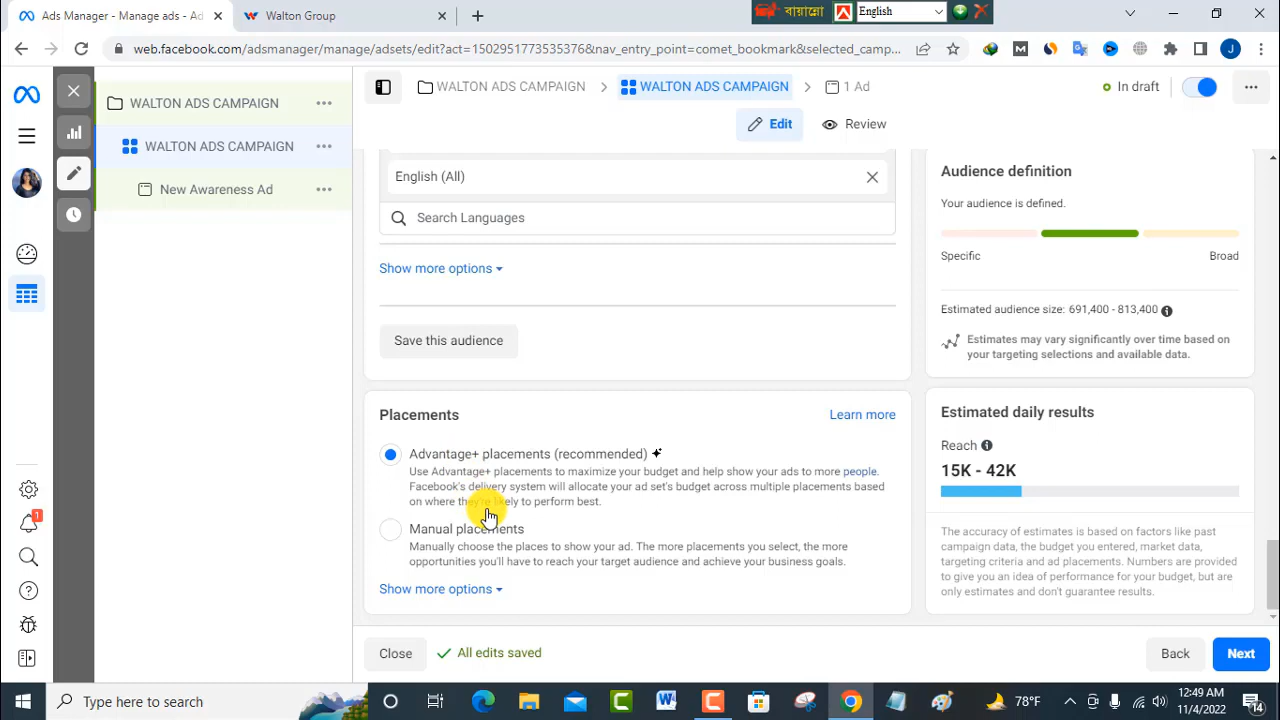 Ads Manager - Manage ads - A
Walton Group
বায়ান্নো
English
web.facebook.com/adsmanager/manage/assets/edit?act=1502951773535376&nav_entry_point=comet_bookmark&selected_camp...
J
WALTON ADS CAMPAIGN
WALTON ADS CAMPAIGN
New Awareness Ad
WALTON ADS CAMPAIGN
WALTON ADS CAMPAIGN
1 Ad
In draft
Edit
Review
English (All)
Search Languages
Show more options
Save this audience
Placements
Learn more
Advantage+ placements (recommended)
Use Advantage+ placements to maximize your budget and help show your ads to more people.
Facebook's delivery system will allocate your ad set's budget across multiple placements based
on where they're likely to perform best.
Manual placements
Manually choose the places to show your ad. The more placements you select, the more
opportunities you'll have to reach your target audience and achieve your business goals.
Show more options
Audience definition
Your audience is defined.
Specific
Broad
Estimated audience size: 691,400 - 813,400
Estimates may vary significantly over time based on
your targeting selections and available data.
Estimated daily results
Reach
15K - 42K
The accuracy of estimates is based on factors like past
campaign data, the budget you entered, market data,
targeting criteria and ad placements. Numbers are provided
to give you an idea of performance for your budget, but are
only estimates and don't guarantee results.
1
Close
All edits saved
Back
Next
Type here to search
78°F
12:49 AM
11/4/2022
14